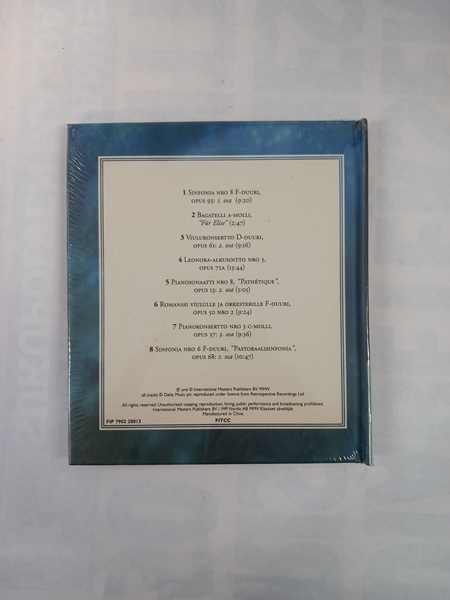 1 Sinfonia nro 8 F-duuri,
opus 93: 1. osa (9:20)
2 Bagatelli a-molli,
"Für Elise" (2:47)
3 Viulukonsertto D-duuri,
opus 61: 2. osa (9:16)
4 Leonora-alkusoitto nro 3,
opus 72A (13:44)
5 Pianosonaatti nro 8, "Pathétique",
opus 13: 2. osa (5:05)
6 Romanssi viululle ja orkesterille F-duuri,
opus 50 nro 2 (9:24)
7 Pianokonsertto nro 3 c-molli,
opus 37: 3. osa (9:36)
8 Sinfonia nro 6 F-duuri, "Pastoraalisinfonia",
opus 68: 1. osa (10:47)
℗ and © International Masters Publishers BV MMIV
all tracks © Delta Music plc reproduced under licence from Retrospective Recordings Ltd
All rights reserved. Unauthorised copying, reproduction, hiring, public performance and broadcasting prohibited.
International Masters Publishers BV / IMP Nordic AB MMV Klassiset säveltäjät
Manufactured in China
FIP 7902 20013
FITCC